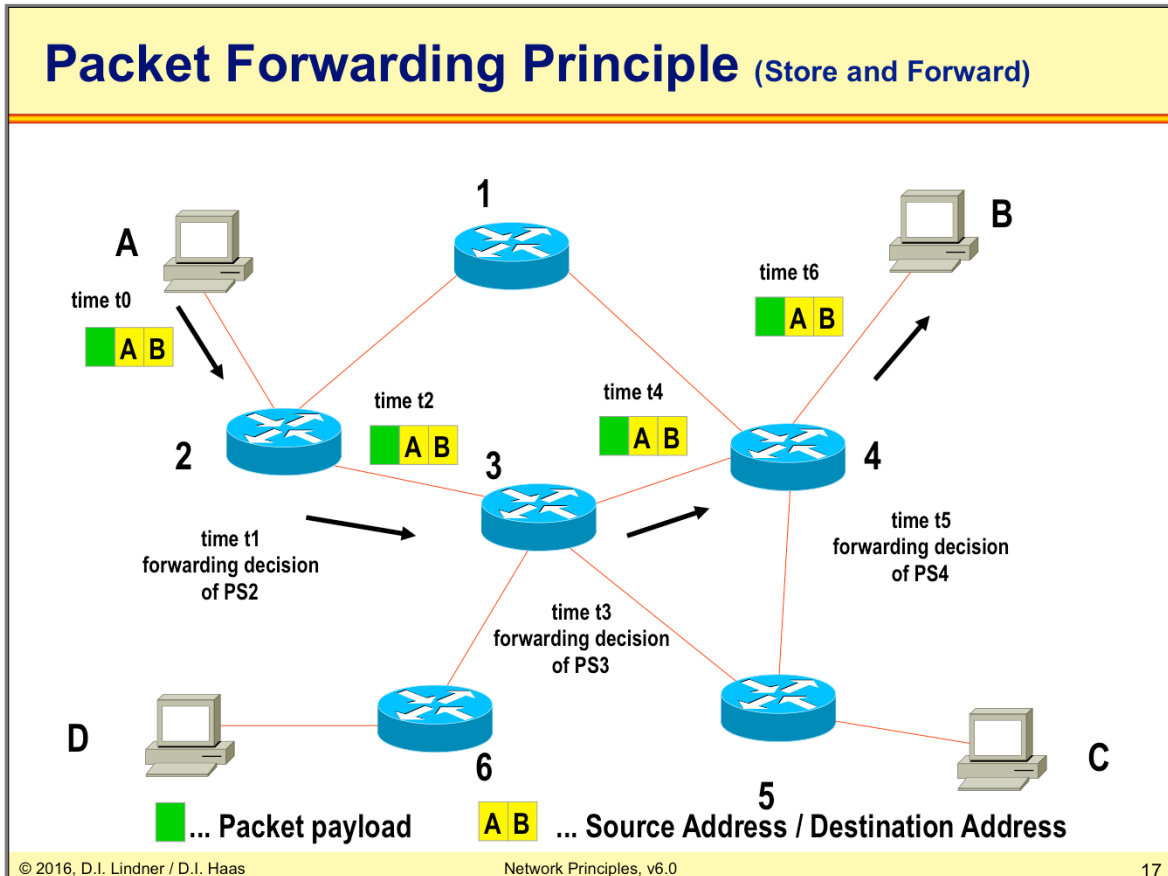 Packet Forwarding Principle (Store and Forward)
1
A
B
time t0
A B
time t6
A B
time t2
A B
time t4
A B
2
3
4
time t1
forwarding decision
of PS2
time t5
forwarding decision
of PS4
time t3
forwarding decision
of PS3
D
6
5
C
... Packet payload
A B ... Source Address / Destination Address
© 2016, D.I. Lindner / D.I. Haas
Network Principles, v6.0
17